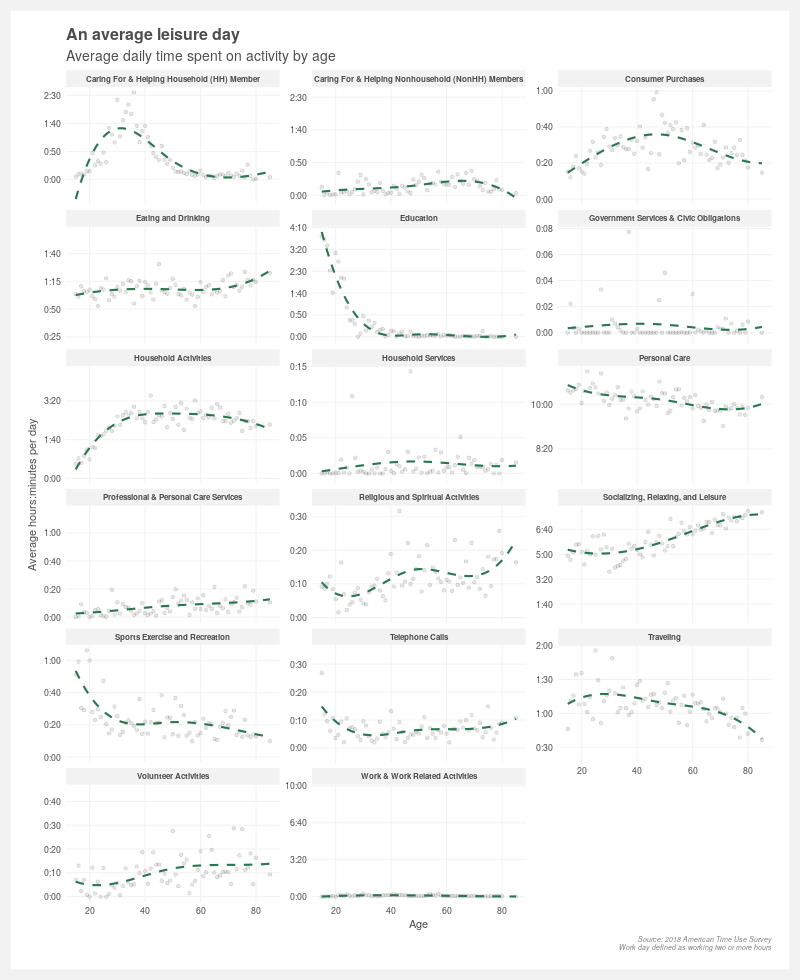 An average leisure day
Average daily time spent on activity by age
Caring For & Helping Household (HH) Member
Caring For & Helping Nonhousehold (NonHH) Members
Consumer Purchases
2:30
1:40
0:50
0:00
2:30
1:40
0:50
0:00
1:00
0:40
0:20
0:00
Eating and Drinking
Education
Government Services & Civic Obligations
1:40
1:15
0:50
0:25
4:10
3:20
2:30
1:40
0:50
0:00
0:08
0:06
0:04
0:02
0:00
Household Activities
Household Services
Personal Care
3:20
1:40
0:00
0:15
0:10
0:05
0:00
10:00
8:20
Professional & Personal Care Services
Religious and Spiritual Activities
Socializing, Relaxing, and Leisure
1:00
0:40
0:20
0:00
0:30
0:20
0:10
0:00
6:40
5:00
3:20
1:40
Sports Exercise and Recreation
Telephone Calls
Traveling
1:00
0:40
0:20
0:00
0:30
0:20
0:10
0:00
2:00
1:30
1:00
0:30
20 40 60 80
Volunteer Activities
Work & Work Related Activities
0:40
0:30
0:20
0:10
0:00
10:00
6:40
3:20
0:00
20 40 60 80
20 40 60 80
Age
Average hours:minutes per day
Source: 2018 American Time Use Survey
Work day defined as working two or more hours